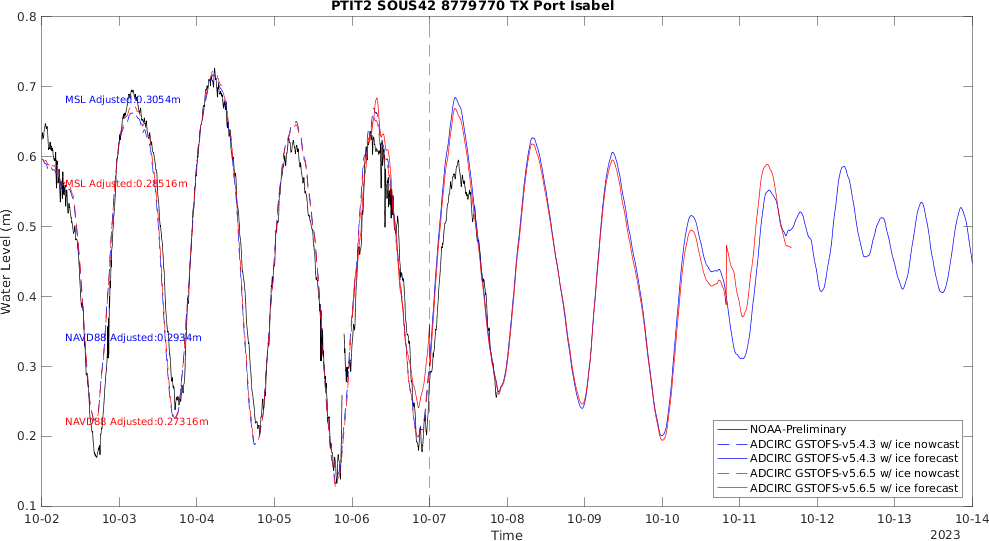 PTIT2 SOUS42 8779770 TX Port Isabel
0.8
0.7
0.6
0.5
0.4
0.3
0.2
0.1
Water Level (m)
MSL Adjusted:0.3054m
MSL Adjusted:0.28516m
NAVD88 Adjusted:0.2934m
NAVD88 Adjusted:0.27316m
NOAA-Preliminary
ADCIRC GSTOFS-v5.4.3 w/ ice nowcast
ADCIRC GSTOFS-v5.4.3 w/ ice forecast
ADCIRC GSTOFS-v5.6.5 w/ ice nowcast
ADCIRC GSTOFS-v5.6.5 w/ ice forecast
10-02 10-03 10-04 10-05 10-06 10-07 10-08 10-09 10-10 10-11 10-12 10-13 10-14
Time
2023